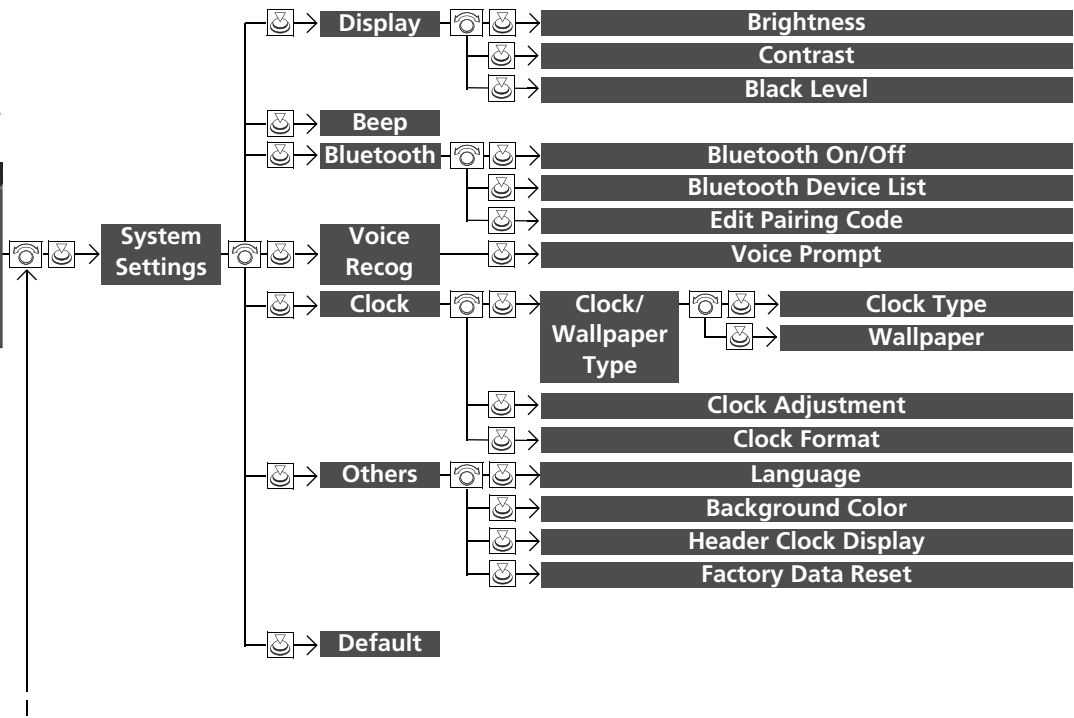 Display
Brightness
Contrast
Black Level
Beep
Bluetooth
Bluetooth On/Off
Bluetooth Device List
Edit Pairing Code
System
Settings
Voice
Recog
Voice Prompt
Clock
Clock/
Wallpaper
Type
Clock Type
Wallpaper
Clock Adjustment
Clock Format
Others
Language
Background Color
Header Clock Display
Factory Data Reset
Default